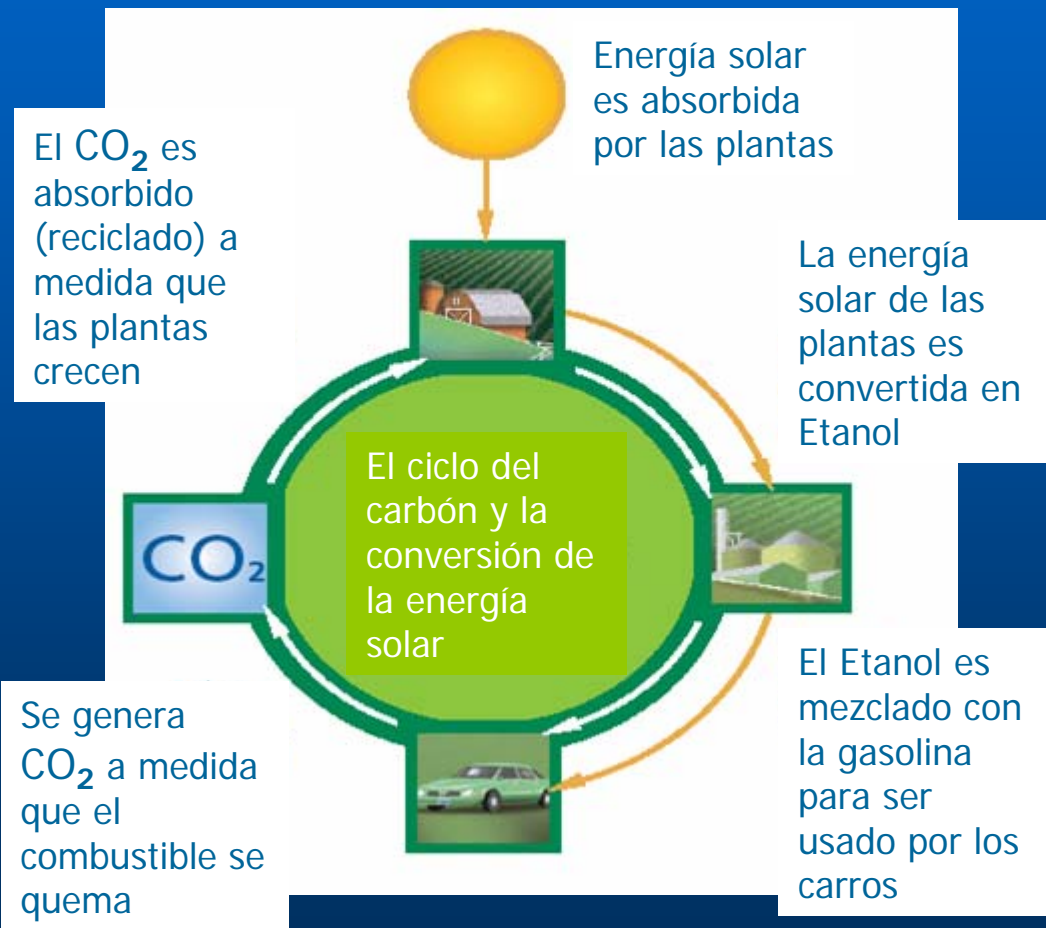 Energía solar
es absorbida
por las plantas
El CO₂ es
absorbido
(reciclado) a
medida que
las plantas
crecen
La energía
solar de las
plantas es
convertida en
Etanol
El ciclo del
carbón y la
conversión de
la energía
solar
CO₂
El Etanol es
mezclado con
la gasolina
para ser
usado por los
carros
Se genera
CO₂ a medida
que el
combustible se
quema